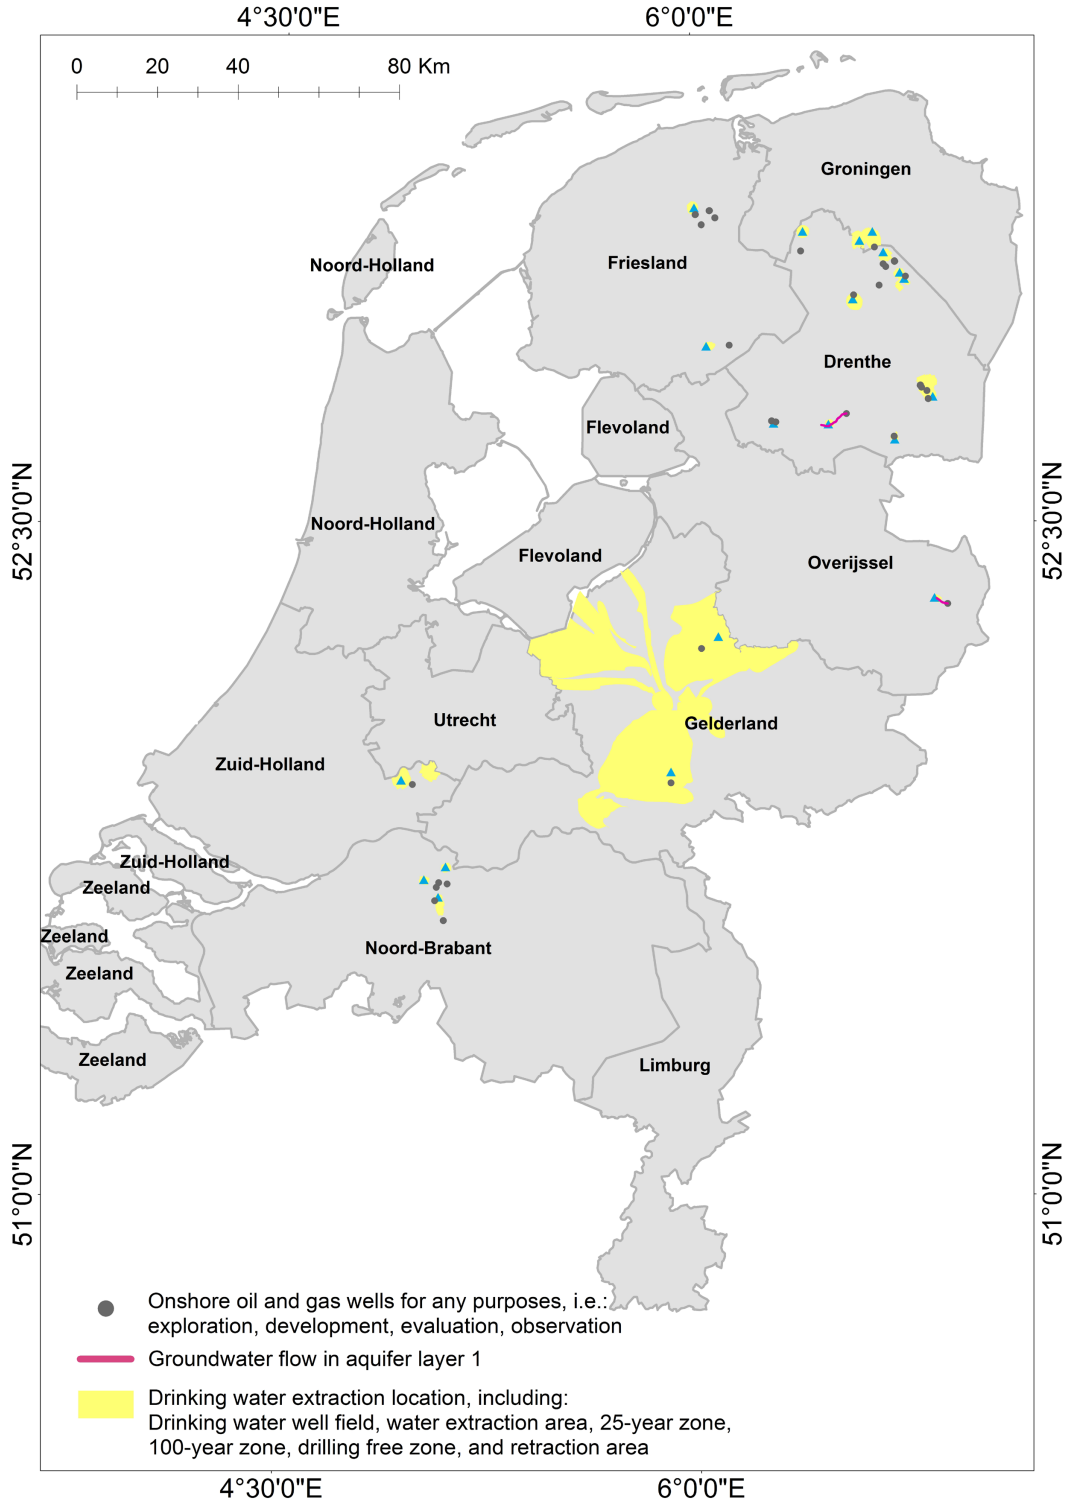 4°30'0"E
6°0'0"E
0
20
40
80 Km
Groningen
Noord-Holland
Friesland
Drenthe
Flevoland
52°30'0"N
52°30'0"N
Noord-Holland
Flevoland
Overijssel
Utrecht
Gelderland
Zuid-Holland
Zuid-Holland
Zeeland
Zeeland
Noord-Brabant
Zeeland
Zeeland
Limburg
51°0'0"N
51°0'0"N
Onshore oil and gas wells for any purposes, i.e.:
exploration, development, evaluation, observation
Groundwater flow in aquifer layer 1
Drinking water extraction location, including:
Drinking water well field, water extraction area, 25-year zone,
100-year zone, drilling free zone, and retraction area
4°30'0"E
6°0'0"E